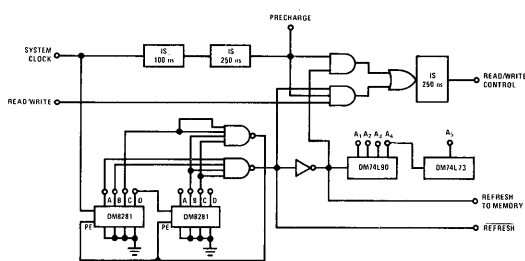 PRECHARGE
SYSTEM
CLOCK
IS
100 ns
IS
250 ns
IS
250 ns
READ/WRITE
CONTROL
READ/WRITE
A1 A2 A3 A4
A5
DM74L90
DM74L73
A B C D
A B C D
DM8281
DM8281
PE
PE
REFRESH
TO MEMORY
REFRESH